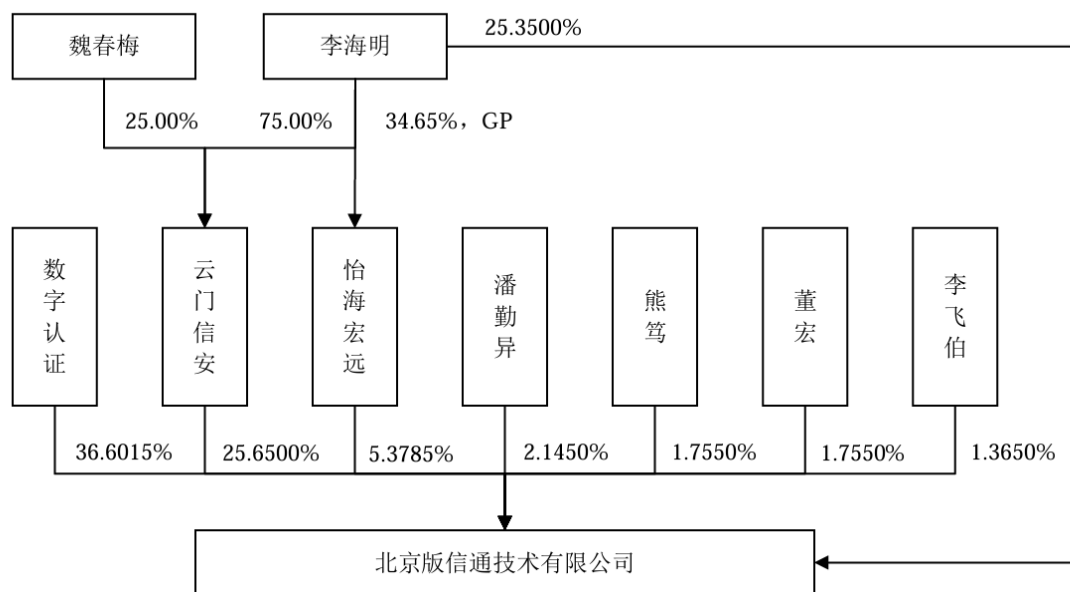 25.3500%
魏春梅
李海明
25.00%
75.00%
34.65%，GP
数字认证
云门信安
怡海宏远
潘勤异
熊笃
董宏
李飞伯
36.6015%
25.6500%
5.3785%
2.1450%
1.7550%
1.7550%
1.3650%
北京版信通技术有限公司